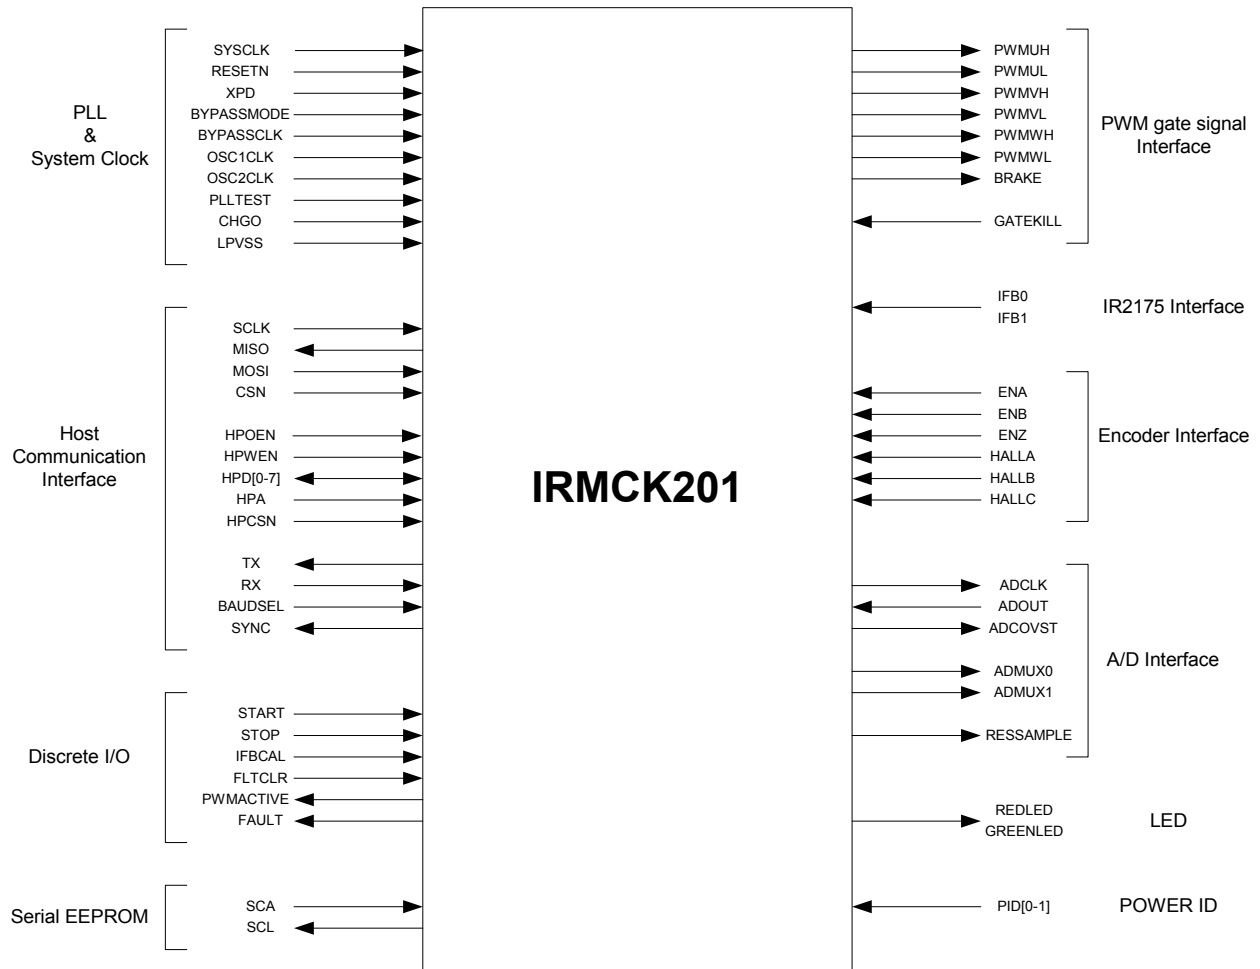 PLL
&
System Clock
SYSCLK
RESETN
XPD
BYPASSMODE
BYPASSCLK
OSC1CLK
OSC2CLK
PLLTEST
CHGO
LPVSS
Host
Communication
Interface
SCLK
MISO
MOSI
CSN
HPOEN
HPWEN
HPD[0-7]
HPA
HPCSN
TX
RX
BAUDSEL
SYNC
Discrete I/O
START
STOP
IFBCAL
FLTCLR
PWMACTIVE
FAULT
Serial EEPROM
SCA
SCL
IRMCK201
PWMUH
PWMUL
PWMVH
PWMVL
PWMWH
PWMWL
BRAKE
GATEKILL
PWM gate signal
Interface
IFB0
IFB1
IR2175 Interface
ENA
ENB
ENZ
HALLA
HALLB
HALLC
Encoder Interface
ADCLK
ADOUT
ADCOVST
ADMUX0
ADMUX1
RESSAMPLE
A/D Interface
REDLED
GREENLED
LED
PID[0-1]
POWER ID